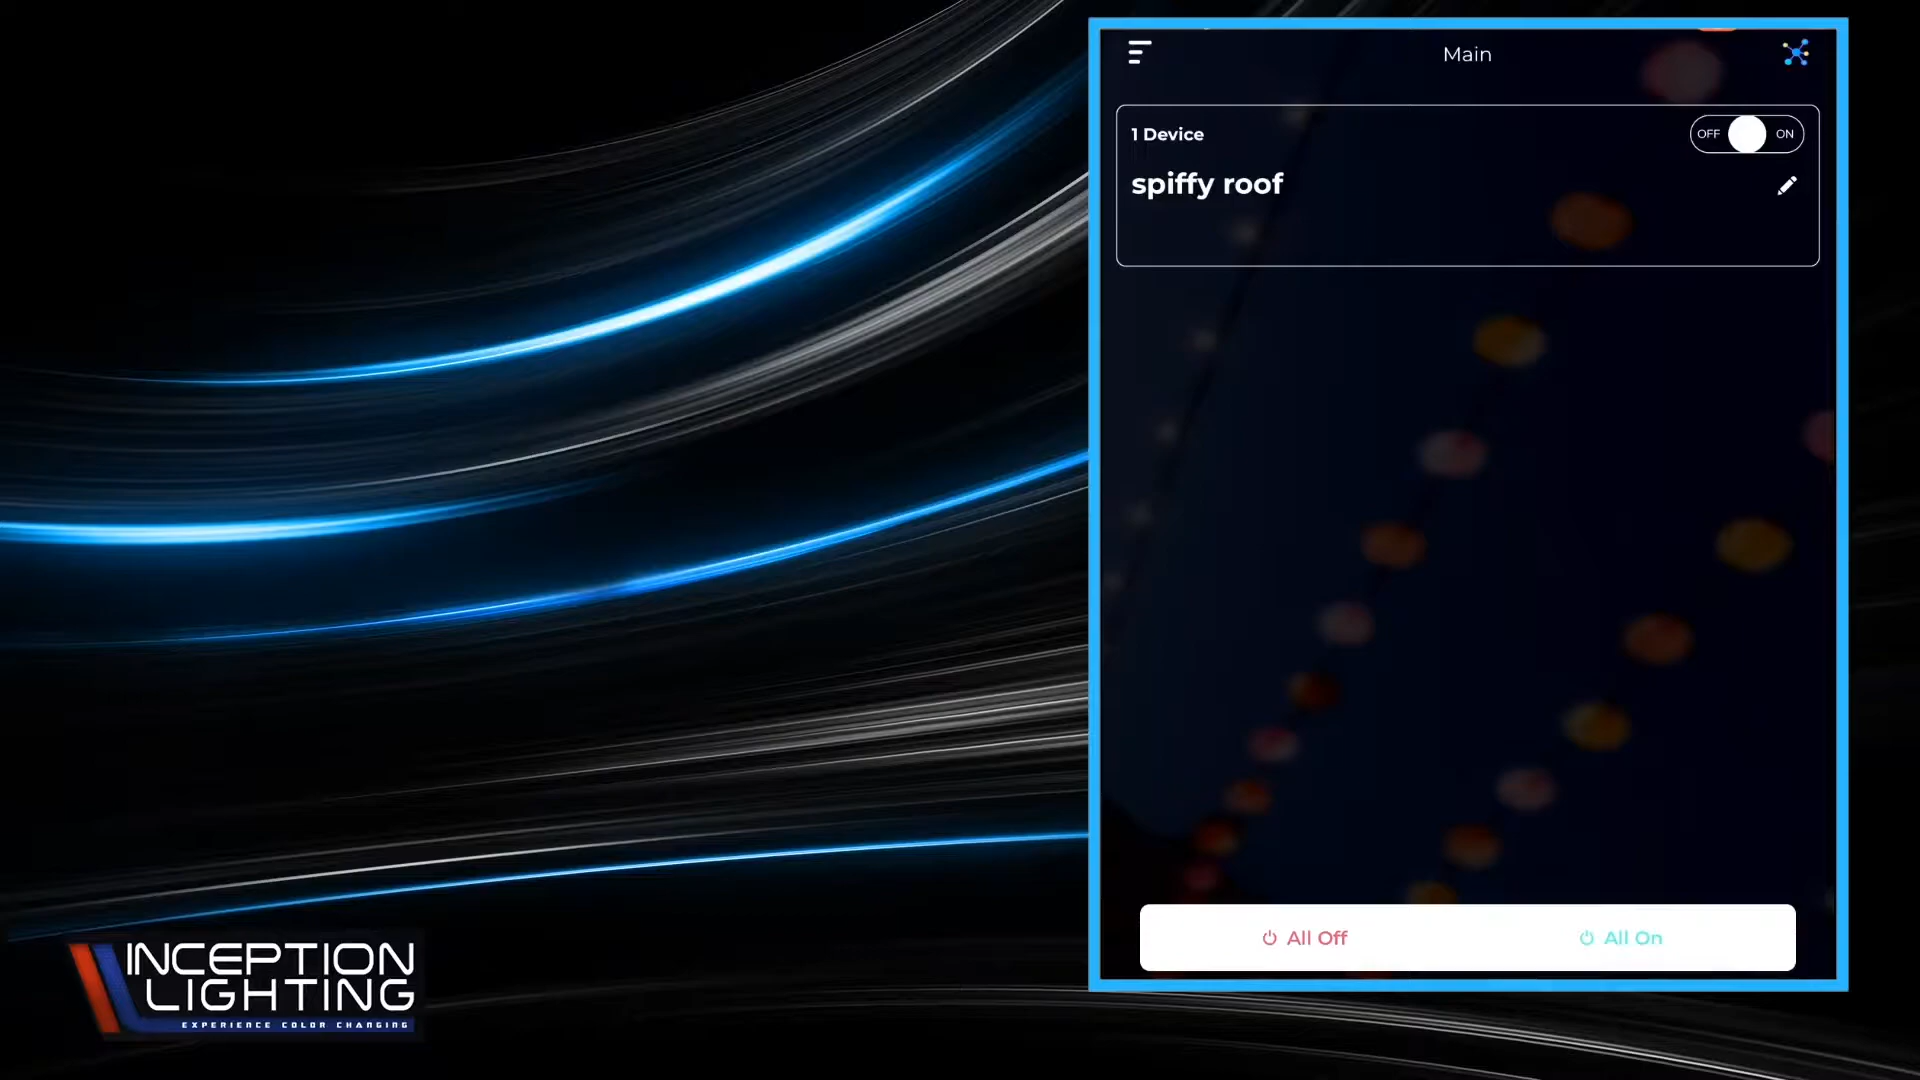 Main
1 Device
OFF ON
spiffy roof
All Off All On
INCEPTION
LIGHTING
EXPERIENCE COLOR CHANGING